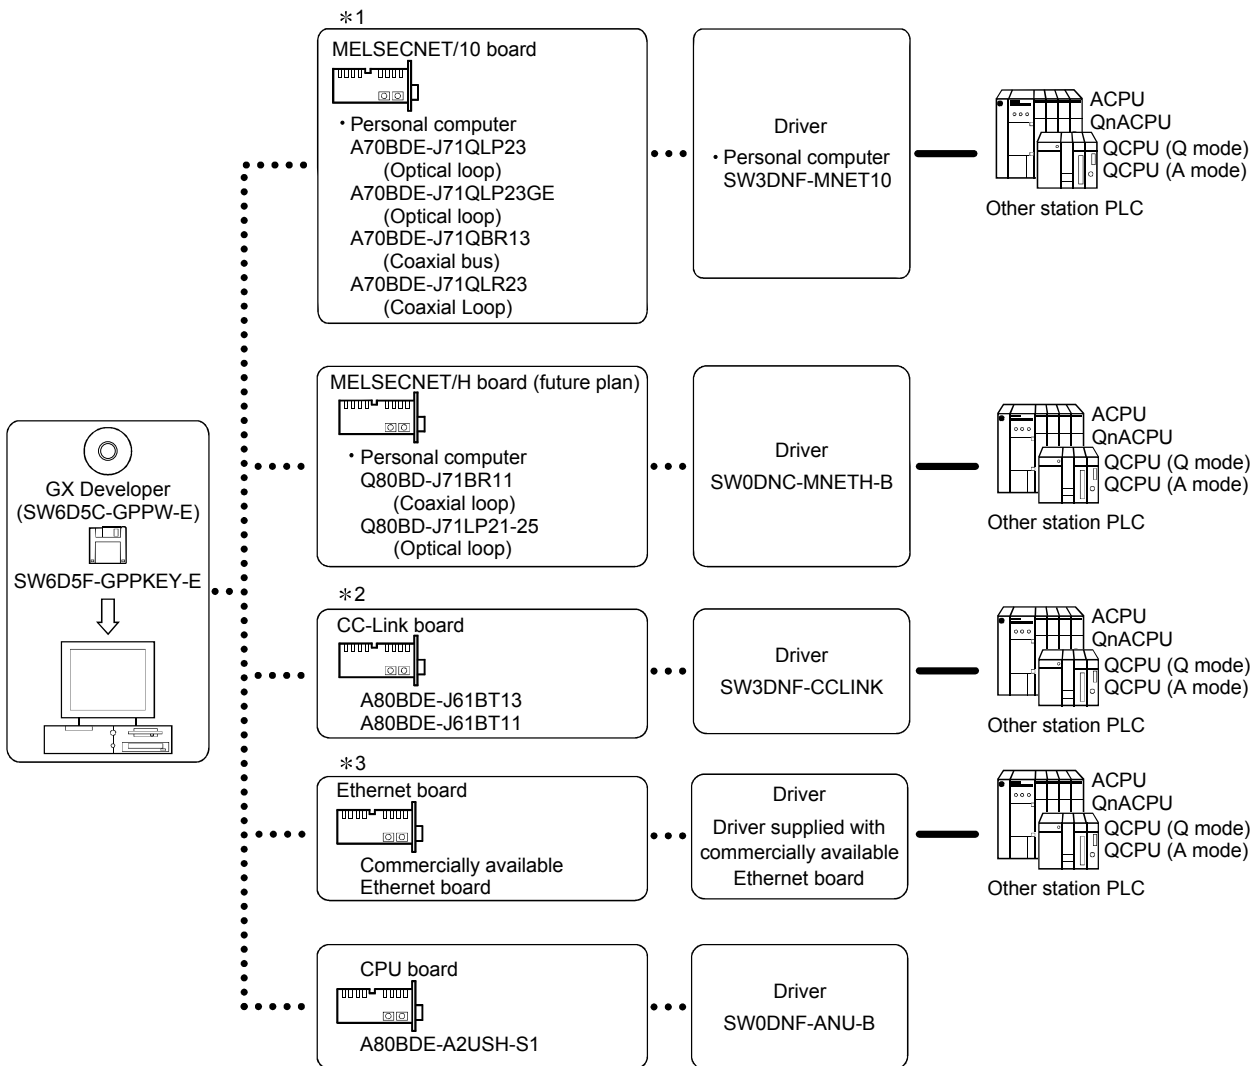 ∗1
MELSECNET/10 board
・Personal computer
A70BDE-J71QLP23
(Optical loop)
A70BDE-J71QLP23GE
(Optical loop)
A70BDE-J71QBR13
(Coaxial bus)
A70BDE-J71QLR23
(Coaxial Loop)
Driver
・Personal computer
SW3DNF-MNET10
ACPU
QnACPU
QCPU (Q mode)
QCPU (A mode)
Other station PLC
MELSECNET/H board (future plan)
・Personal computer
Q80BD-J71BR11
(Coaxial loop)
Q80BD-J71LP21-25
(Optical loop)
Driver
SW0DNC-MNETH-B
ACPU
QnACPU
QCPU (Q mode)
QCPU (A mode)
Other station PLC
GX Developer
(SW6D5C-GPPW-E)
SW6D5F-GPPKEY-E
∗2
CC-Link board
A80BDE-J61BT13
A80BDE-J61BT11
Driver
SW3DNF-CCLINK
ACPU
QnACPU
QCPU (Q mode)
QCPU (A mode)
Other station PLC
∗3
Ethernet board
Commercially available
Ethernet board
Driver
Driver supplied with
commercially available
Ethernet board
ACPU
QnACPU
QCPU (Q mode)
QCPU (A mode)
Other station PLC
CPU board
A80BDE-A2USH-S1
Driver
SW0DNF-ANU-B